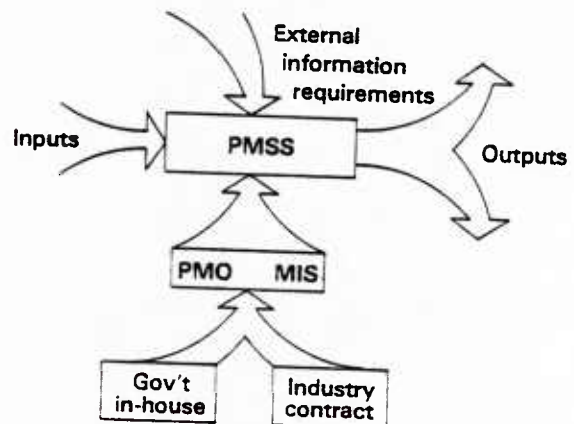 External
information
requirements
Inputs
PMSS
Outputs
PMO MIS
Gov't
in-house
Industry
contract